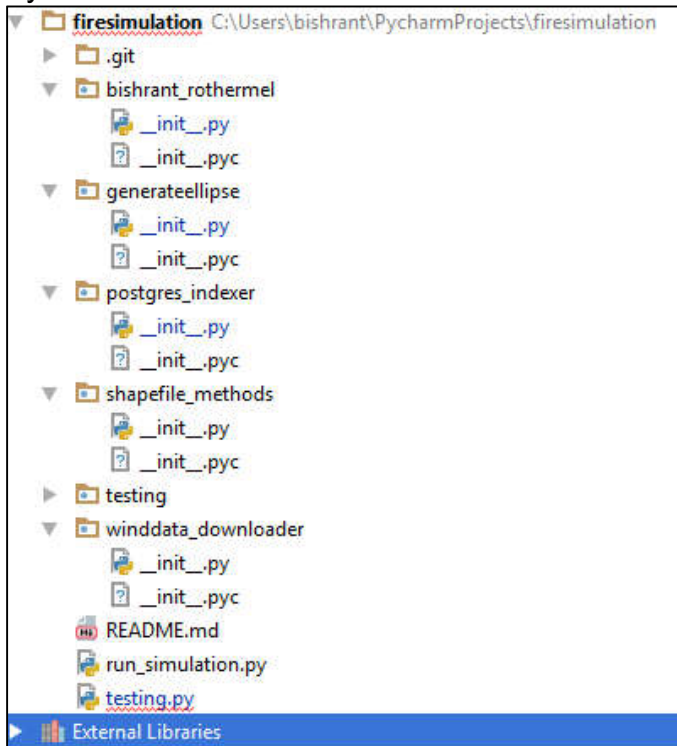 firesimulation C:\Users\bishrant\PycharmProjects\firesimulation
.git
bishrant_rothermel
__init__.py
__init__.pyc
generateellipse
__init__.py
__init__.pyc
postgres_indexer
__init__.py
__init__.pyc
shapefile_methods
__init__.py
__init__.pyc
testing
winddata_downloader
__init__.py
__init__.pyc
README.md
run_simulation.py
testing.py
External Libraries